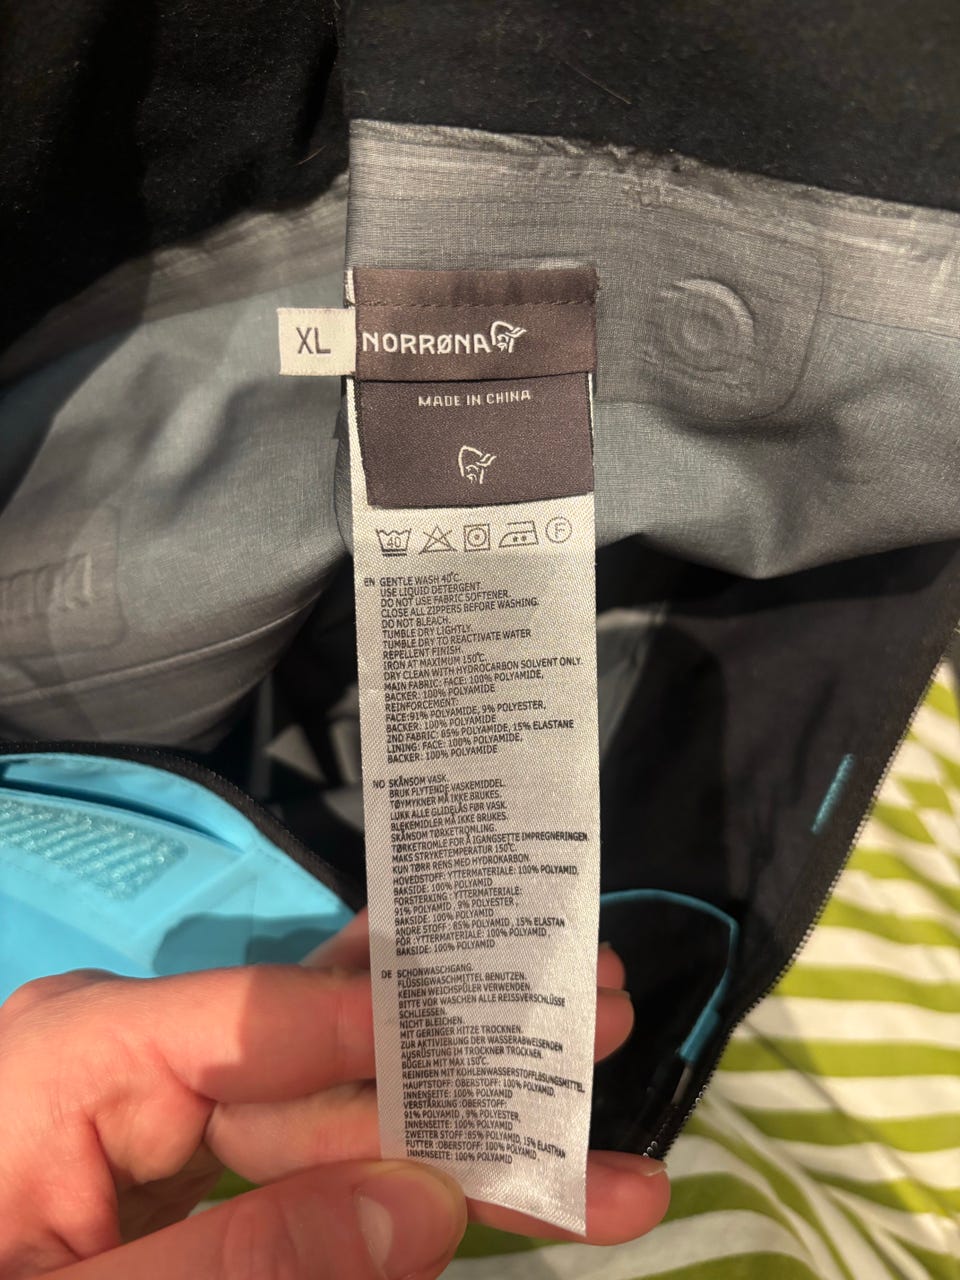 XL
NORRØNA
MADE IN CHINA
40
F
EN GENTLE WASH 40°C.
USE LIQUID DETERGENT.
DO NOT USE FABRIC SOFTENER.
CLOSE ALL ZIPPERS BEFORE WASHING.
DO NOT BLEACH.
TUMBLE DRY LIGHTLY.
TUMBLE DRY TO REACTIVATE WATER
REPELLENT FINISH.
IRON AT MAXIMUM 150°C.
DRY CLEAN WITH HYDROCARBON SOLVENT ONLY.
MAIN FABRIC: FACE: 100% POLYAMIDE,
BACKER: 100% POLYAMIDE
REINFORCEMENT:
FACE:91% POLYAMIDE, 9% POLYESTER,
BACKER: 100% POLYAMIDE
2ND FABRIC: 85% POLYAMIDE, 15% ELASTANE
LINING: FACE: 100% POLYAMIDE,
BACKER: 100% POLYAMIDE
NO SKÅNSOM VASK.
BRUK FLYTENDE VASKEMIDDEL.
TØYMYKNER MÅ IKKE BRUKES.
LUKK ALLE GLIDELÅS FØR VASK.
BLEKEMIDLER MÅ IKKE BRUKES.
SKÅNSOM TØRKETROMLING.
TØRKETROMLE FOR Å IGANGSETTE IMPREGNERINGEN.
MAKS STRYKETEMPERATUR 150°C.
KUN TØRR RENS MED HYDROKARBON.
HOVEDSTOFF: YTTERMATERIALE: 100% POLYAMID,
BAKSIDE: 100% POLYAMID
FORSTERKING :YTTERMATERIALE:
91% POLYAMID , 9% POLYESTER ,
BAKSIDE: 100% POLYAMID
ANDRE STOFF : 85% POLYAMID , 15% ELASTAN
FÔR :YTTERMATERIALE: 100% POLYAMID
BAKSIDE: 100% POLYAMID
DE SCHONWASCHGANG.
FLÜSSIGWASCHMITTEL BENUTZEN.
KEINEN WEICHSPÜLER VERWENDEN.
BITTE VOR WASCHEN ALLE REISSVERSCHLÜSSE
SCHLIESSEN.
NICHT BLEICHEN.
MIT GERINGER HITZE TROCKNEN.
ZUR AKTIVIERUNG DER WASSERABWEISENDEN
AUSRÜSTUNG IM TROCKNER TROCKNEN.
BÜGELN MIT MAX 150°C.
REINIGEN MIT KOHLENWASSERSTOFFLÖSUNGSMITTEL
HAUPTSTOFF: OBERSTOFF: 100% POLYAMID,
INNENSEITE: 100% POLYAMID
VERSTÄRKUNG :OBERSTOFF:
91% POLYAMID , 9% POLYESTER,
INNENSEITE: 100% POLYAMID
ZWEITER STOFF :85% POLYAMID, 15% ELASTHAN
FUTTER :OBERSTOFF: 100% POLYAMID,
INNENSEITE: 100% POLYAMID